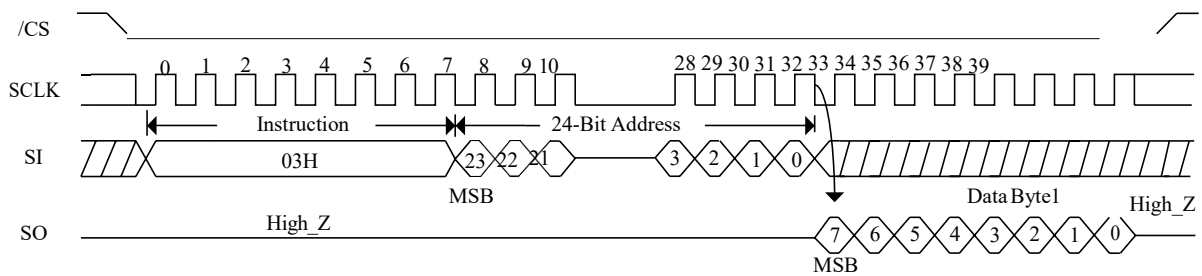 /CS
0 1 2 3 4 5 6 7 8 9 10 28 29 30 31 32 33 34 35 36 37 38 39
SCLK
Instruction 24-Bit Address
SI 03H 23 22 21 3 2 1 0
MSB Data Byte1 High_Z
High_Z
SO 7 6 5 4 3 2 1 0
MSB